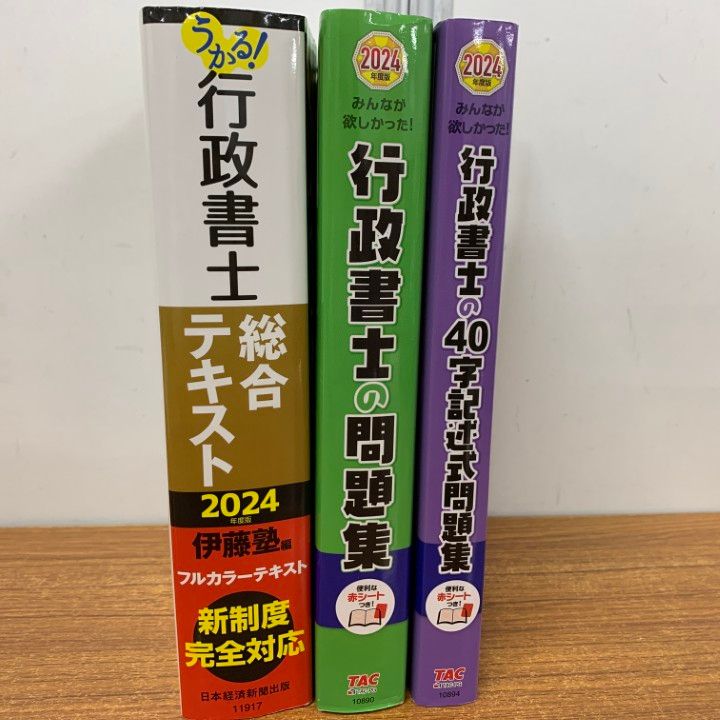 うかる!
行政書士
総合
テキスト
2024
年度版
伊藤塾編
フルカラーテキスト
新制度
完全対応
日本経済新聞出版
11917
2024
年度版
みんなが
欲しかった!
行政書士の問題集
便利な
赤シート
つき!
TAC
10890
2024
年度版
みんなが
欲しかった!
行政書士の40字記述式問題集
便利な
赤シート
つき!
TAC
10894